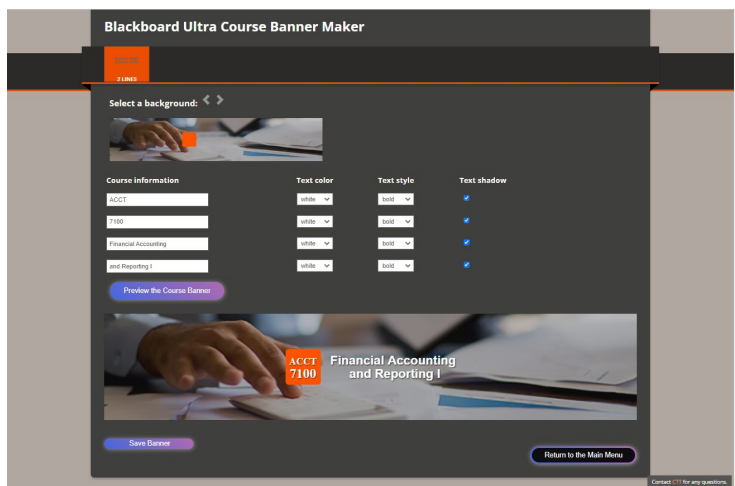 Blackboard Ultra Course Banner Maker
2 LINES
Select a background:
Course information Text color Text style Text shadow
ACCT white bold
7100 white bold
Financial Accounting white bold
and Reporting I white bold
Preview the Course Banner
ACCT
7100
Financial Accounting
and Reporting I
Save Banner
Return to the Main Menu
Contact CTT for any questions.